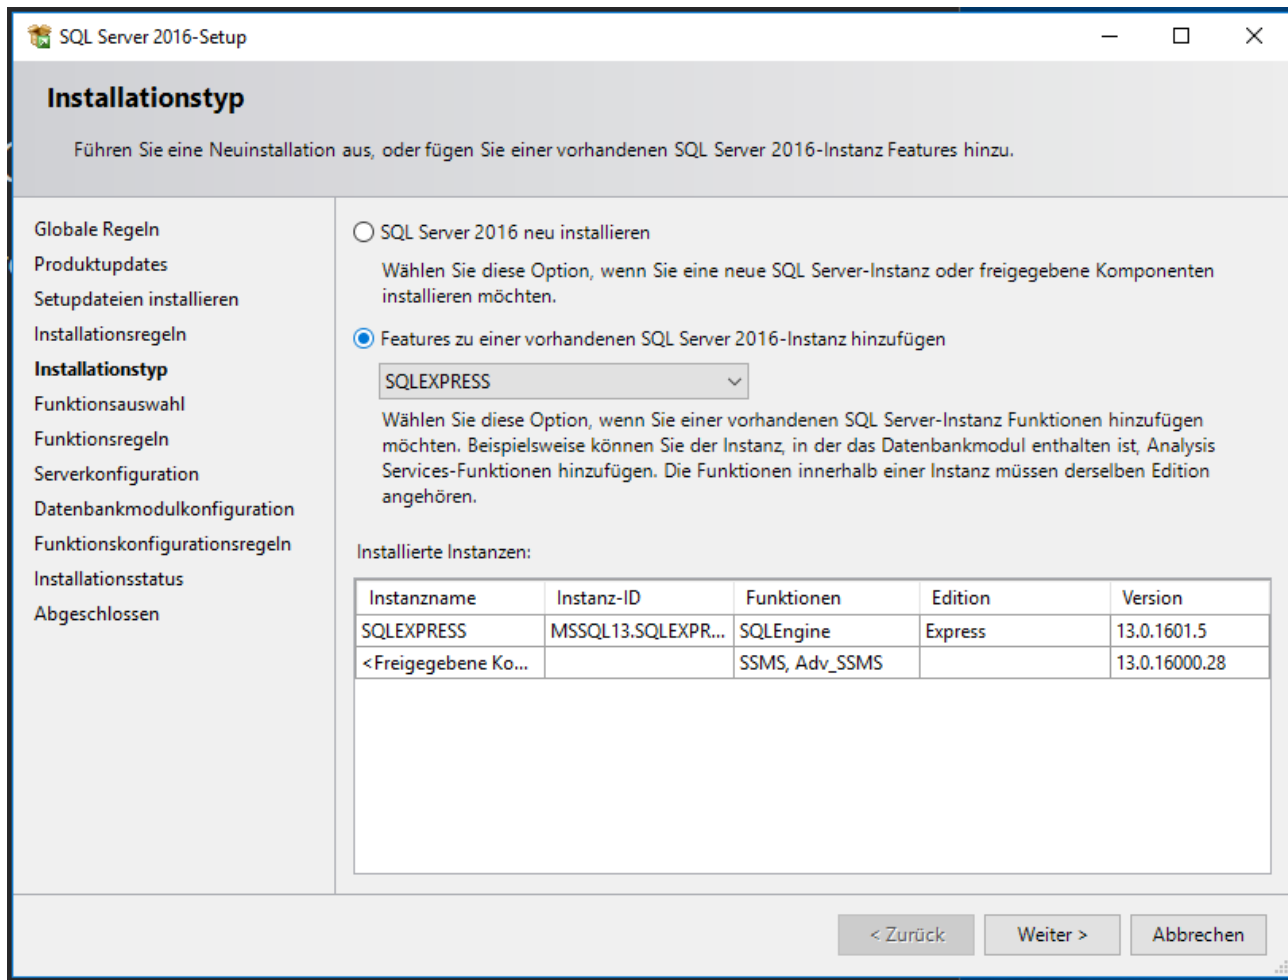 SQL Server 2016-Setup
Installationstyp
Führen Sie eine Neuinstallation aus, oder fügen Sie einer vorhandenen SQL Server 2016-Instanz Features hinzu.
Globale Regeln
Produktupdates
Setupdateien installieren
Installationsregeln
Installationstyp
Funktionsauswahl
Funktionsregeln
Serverkonfiguration
Datenbankmodulkonfiguration
Funktionskonfigurationsregeln
Installationsstatus
Abgeschlossen
SQL Server 2016 neu installieren
Wählen Sie diese Option, wenn Sie eine neue SQL Server-Instanz oder freigegebene Komponenten
installieren möchten.
Features zu einer vorhandenen SQL Server 2016-Instanz hinzufügen
SQLEXPRESS
Wählen Sie diese Option, wenn Sie einer vorhandenen SQL Server-Instanz Funktionen hinzufügen
möchten. Beispielsweise können Sie der Instanz, in der das Datenbankmodul enthalten ist, Analysis
Services-Funktionen hinzufügen. Die Funktionen innerhalb einer Instanz müssen derselben Edition
angehören.
Installierte Instanzen:
Instanzname Instanz-ID Funktionen Edition Version
SQLEXPRESS MSSQL13.SQLEXPR... SQLEngine Express 13.0.1601.5
<Freigegebene Ko... SSMS, Adv_SSMS 13.0.16000.28
< Zurück Weiter > Abbrechen